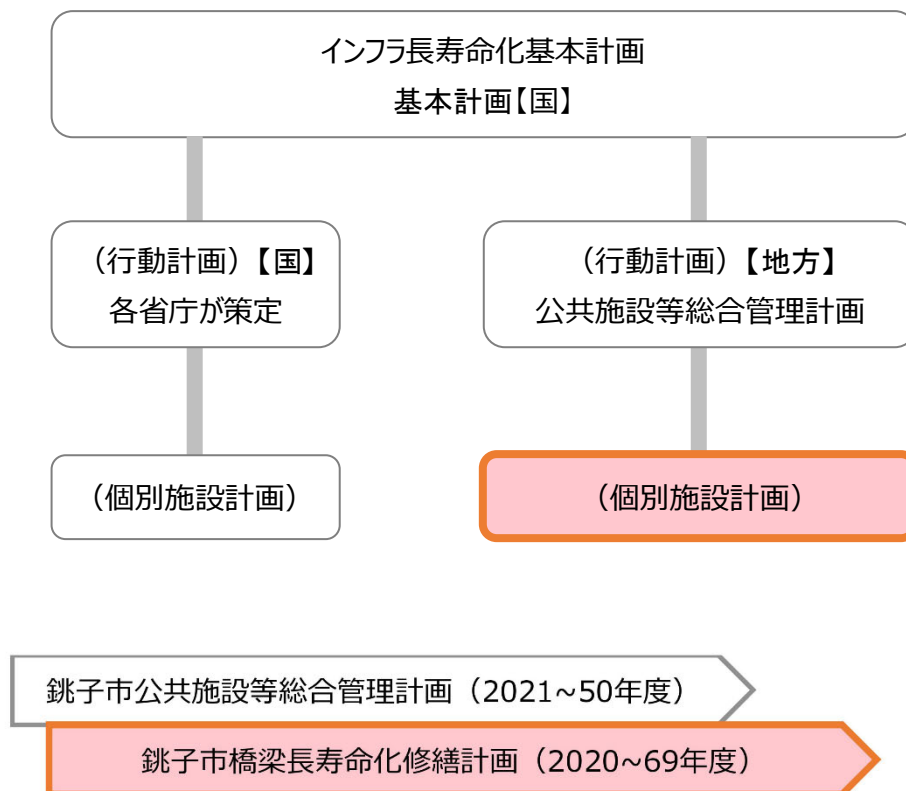 インフラ長寿命化基本計画
基本計画【国】
（行動計画）【国】
各省庁が策定
（行動計画）【地方】
公共施設等総合管理計画
（個別施設計画）
（個別施設計画）
銚子市公共施設等総合管理計画（2021~50年度）
銚子市橋梁長寿命化修繕計画（2020~69年度）